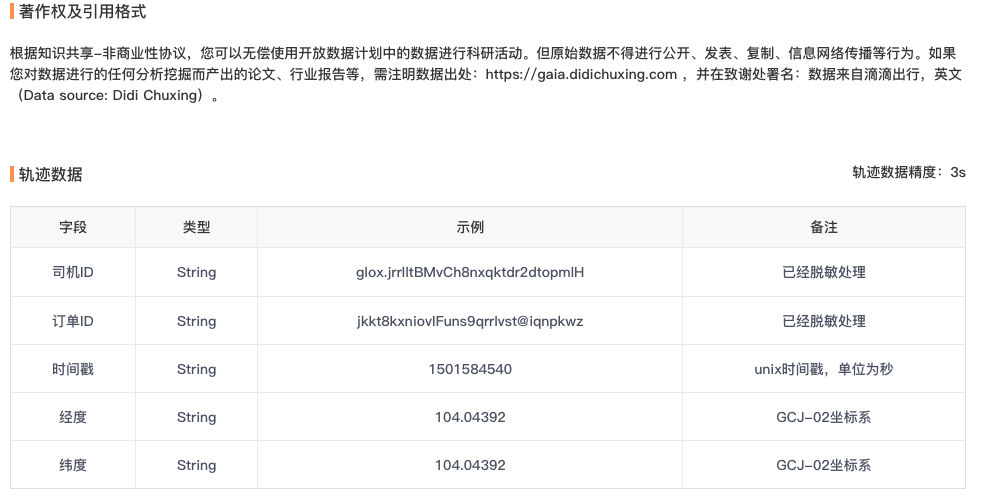 著作权及引用格式
根据知识共享-非商业性协议，您可以无偿使用开放数据计划中的数据进行科研活动。但原始数据不得进行公开、发表、复制、信息网络传播等行为。如果
您对数据进行的任何分析挖掘而产出的论文、行业报告等，需注明数据出处：https://gaia.didichuxing.com ，并在致谢处署名：数据来自滴滴出行，英文
（Data source: Didi Chuxing）。
轨迹数据 轨迹数据精度：3s
字段 类型 示例 备注
司机ID String glox.jrrlltBMvCh8nxqktdr2dtopmlH 已经脱敏处理
订单ID String jkkt8kxniovIFuns9qrrlvst@iqnpkwz 已经脱敏处理
时间戳 String 1501584540 unix时间戳，单位为秒
经度 String 104.04392 GCJ-02坐标系
纬度 String 104.04392 GCJ-02坐标系